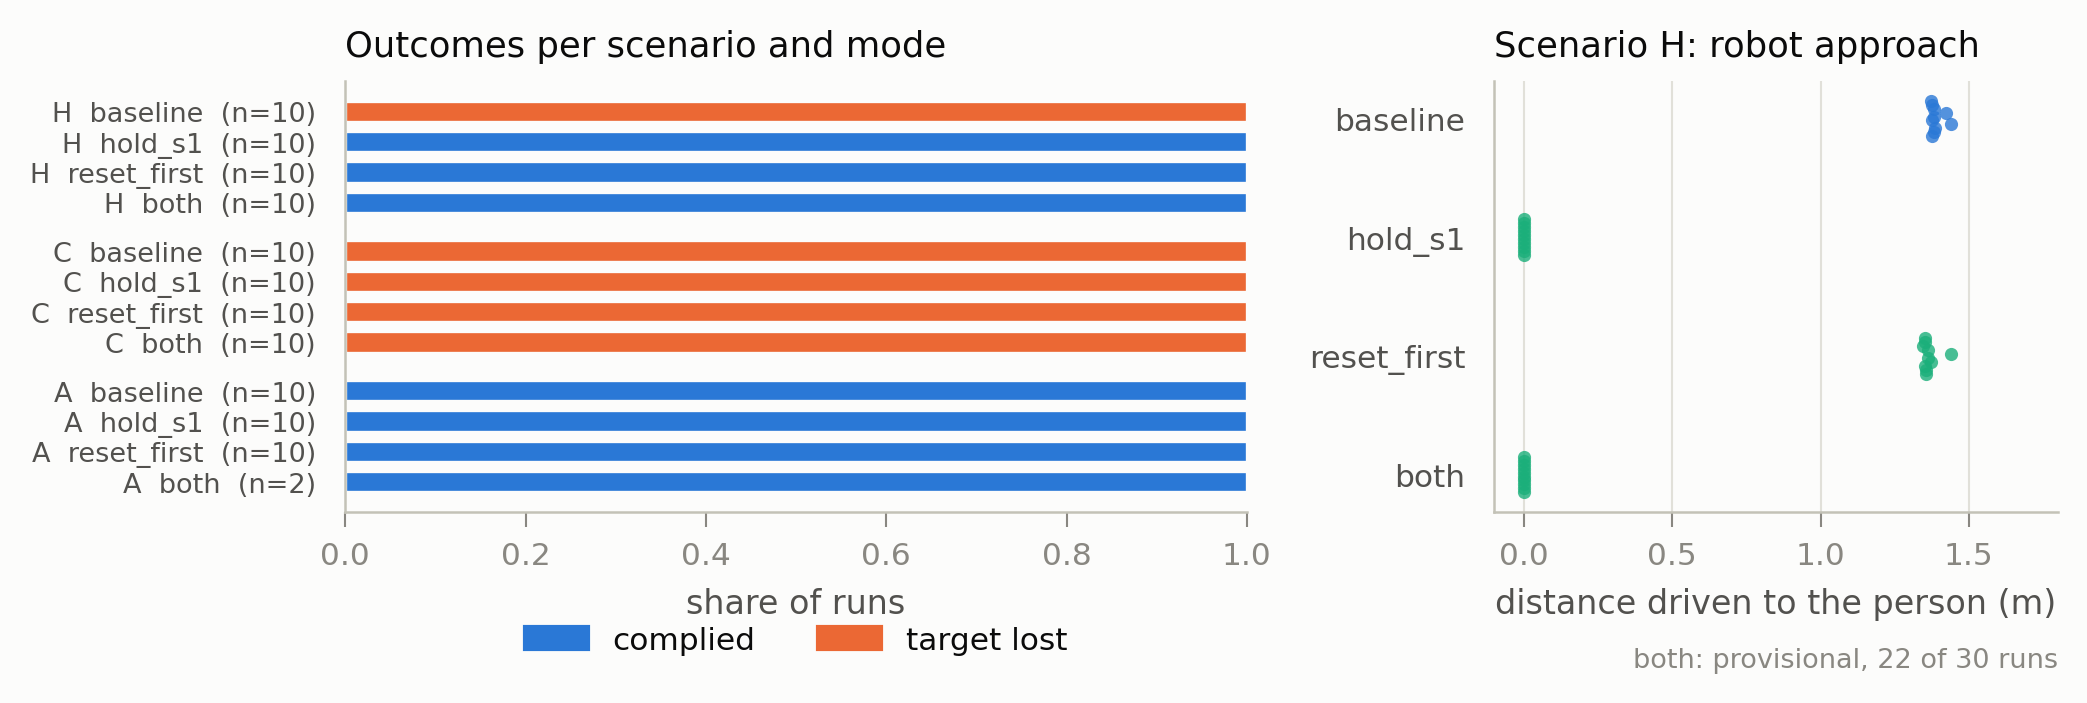 Outcomes per scenario and mode
H baseline (n=10)
H hold_s1 (n=10)
H reset_first (n=10)
H both (n=10)
C baseline (n=10)
C hold_s1 (n=10)
C reset_first (n=10)
C both (n=10)
A baseline (n=10)
A hold_s1 (n=10)
A reset_first (n=10)
A both (n=2)
0.0 0.2 0.4 0.6 0.8 1.0
share of runs
complied target lost
Scenario H: robot approach
baseline
hold_s1
reset_first
both
0.0 0.5 1.0 1.5
distance driven to the person (m)
both: provisional, 22 of 30 runs